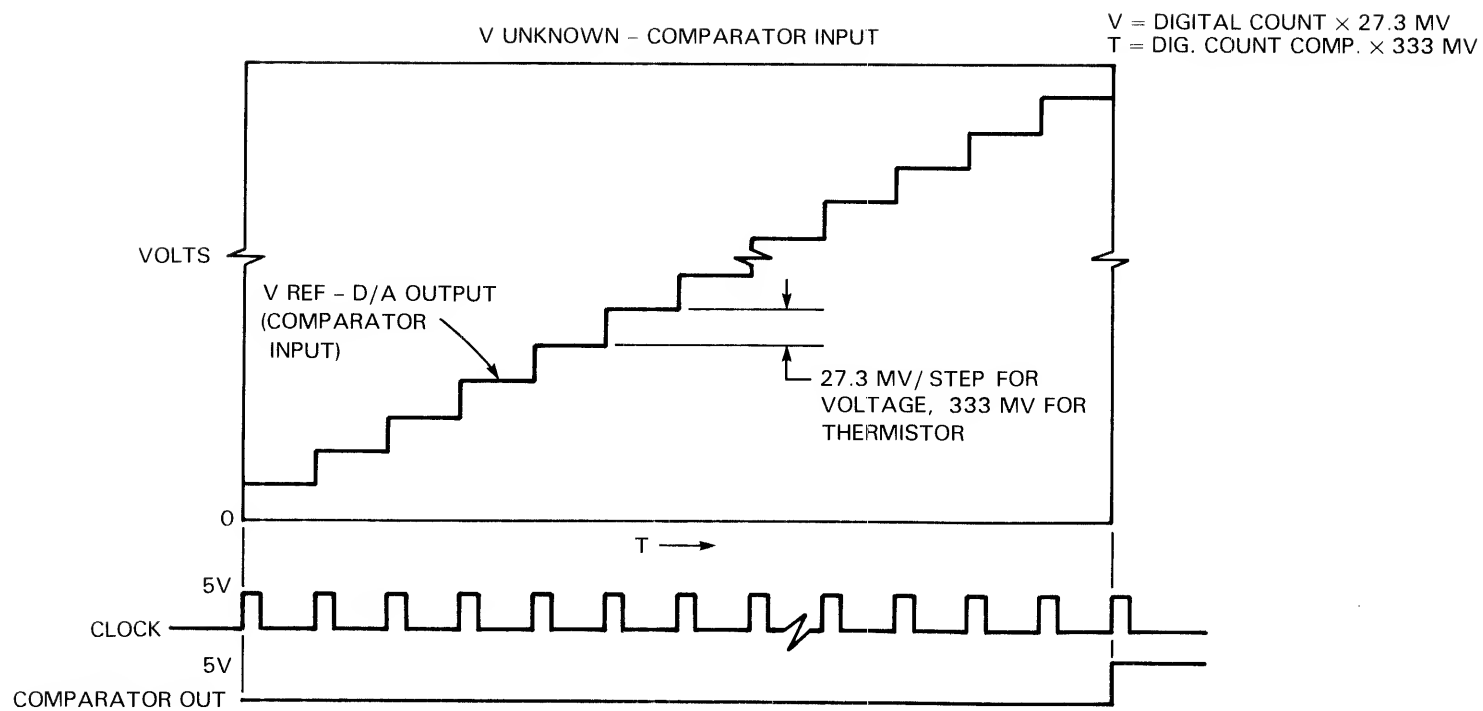 V UNKNOWN – COMPARATOR INPUT
V = DIGITAL COUNT × 27.3 MV
T = DIG. COUNT COMP. × 333 MV
VOLTS
V REF – D/A OUTPUT
(COMPARATOR
INPUT)
27.3 MV/ STEP FOR
VOLTAGE, 333 MV FOR
THERMISTOR
0
T
5V
CLOCK
5V
COMPARATOR OUT